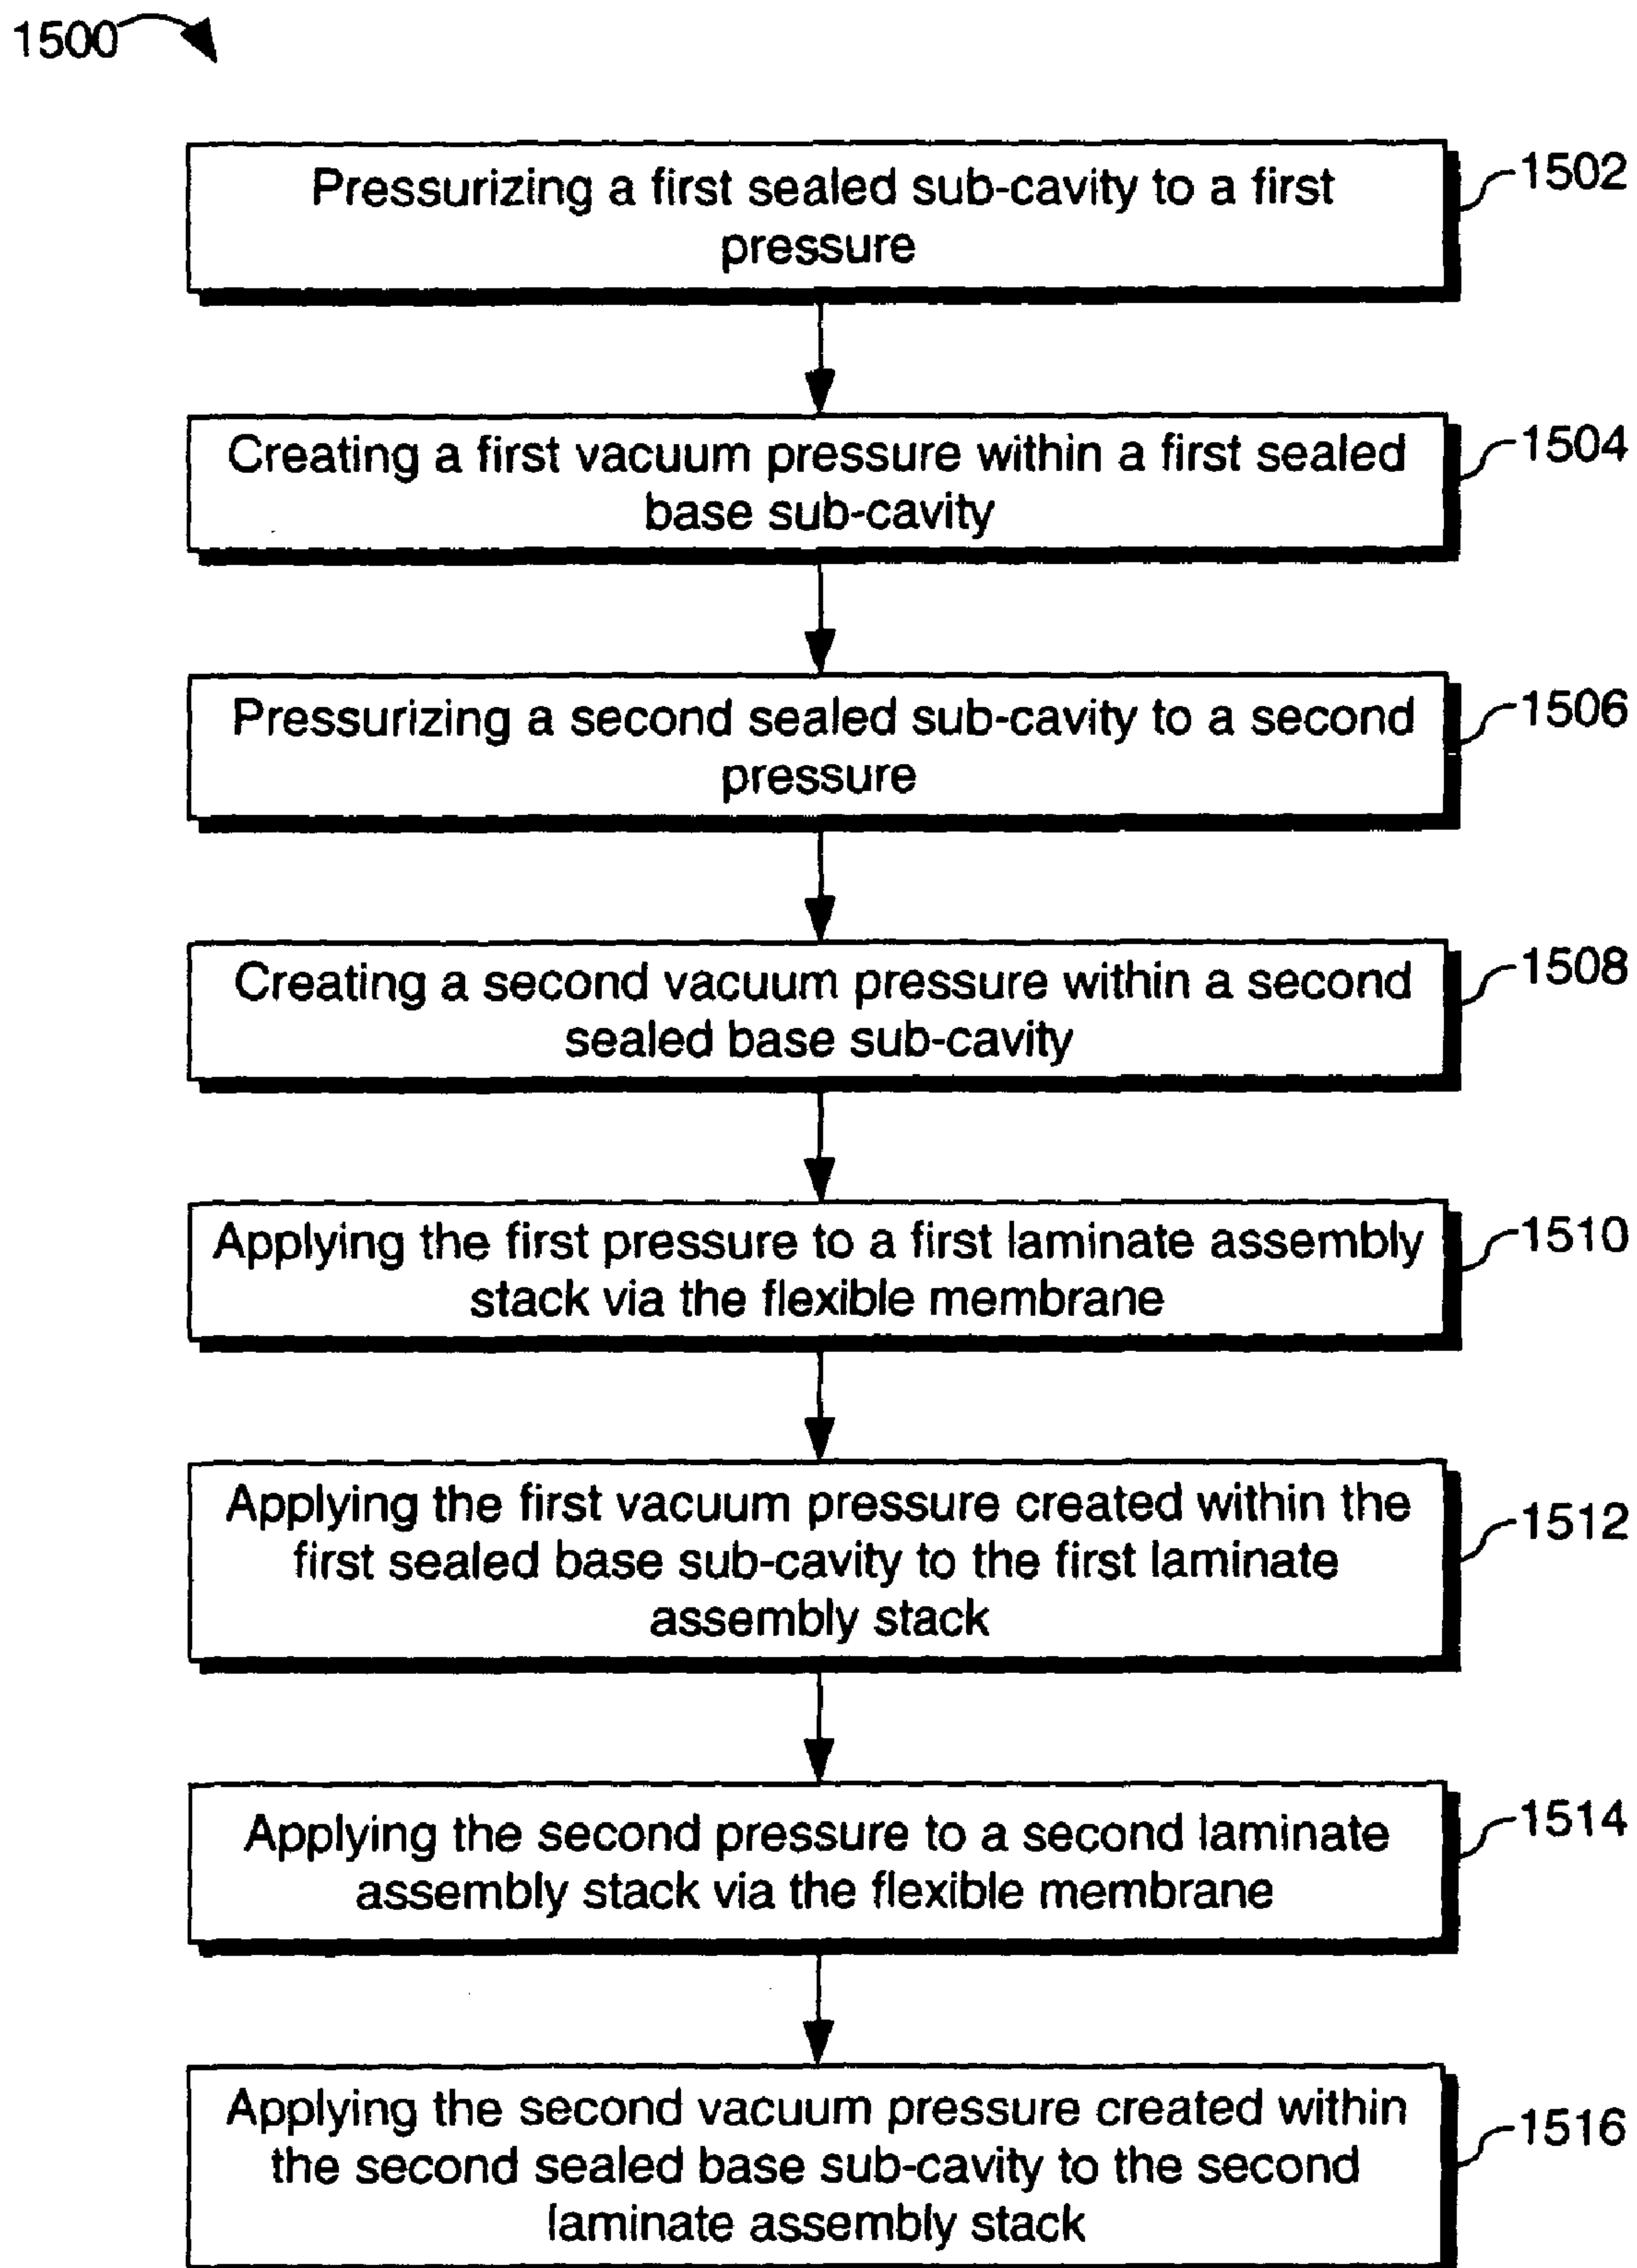 1500
Pressurizing a first sealed sub-cavity to a first
pressure
1502
Creating a first vacuum pressure within a first sealed
base sub-cavity
1504
Pressurizing a second sealed sub-cavity to a second
pressure
1506
Creating a second vacuum pressure within a second
sealed base sub-cavity
1508
Applying the first pressure to a first laminate assembly
stack via the flexible membrane
1510
Applying the first vacuum pressure created within the
first sealed base sub-cavity to the first laminate
assembly stack
1512
Applying the second pressure to a second laminate
assembly stack via the flexible membrane
1514
Applying the second vacuum pressure created within
the second sealed base sub-cavity to the second
laminate assembly stack
1516